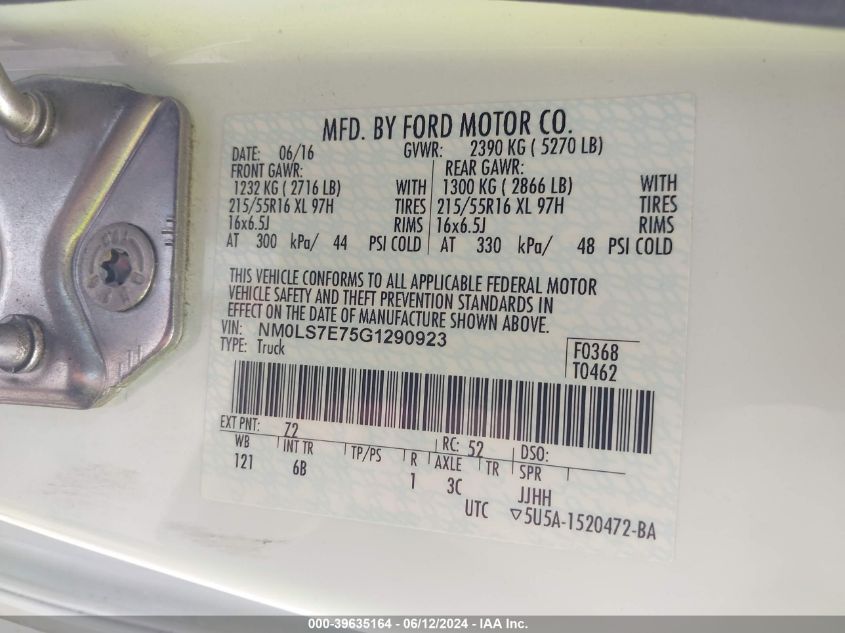 MFD. BY FORD MOTOR CO.
DATE: 06/16 GVWR: 2390 KG ( 5270 LB)
FRONT GAWR: REAR GAWR:
1232 KG ( 2716 LB) WITH 1300 KG ( 2866 LB) WITH
215/55R16 XL 97H TIRES 215/55R16 XL 97H TIRES
16x6.5J RIMS 16x6.5J RIMS
AT 300 kPa/ 44 PSI COLD AT 330 kPa/ 48 PSI COLD
THIS VEHICLE CONFORMS TO ALL APPLICABLE FEDERAL MOTOR
VEHICLE SAFETY AND THEFT PREVENTION STANDARDS IN
EFFECT ON THE DATE OF MANUFACTURE SHOWN ABOVE.
VIN: NM0LS7E75G1290923
TYPE: Truck
F0368
T0462
EXT PNT: Z2 RC: 52 DSO:
WB INT TR TP/PS R AXLE TR SPR
121 6B 1 3C JJHH
UTC ▽5U5A-1520472-BA
000-39635164 - 06/12/2024 - IAA Inc.